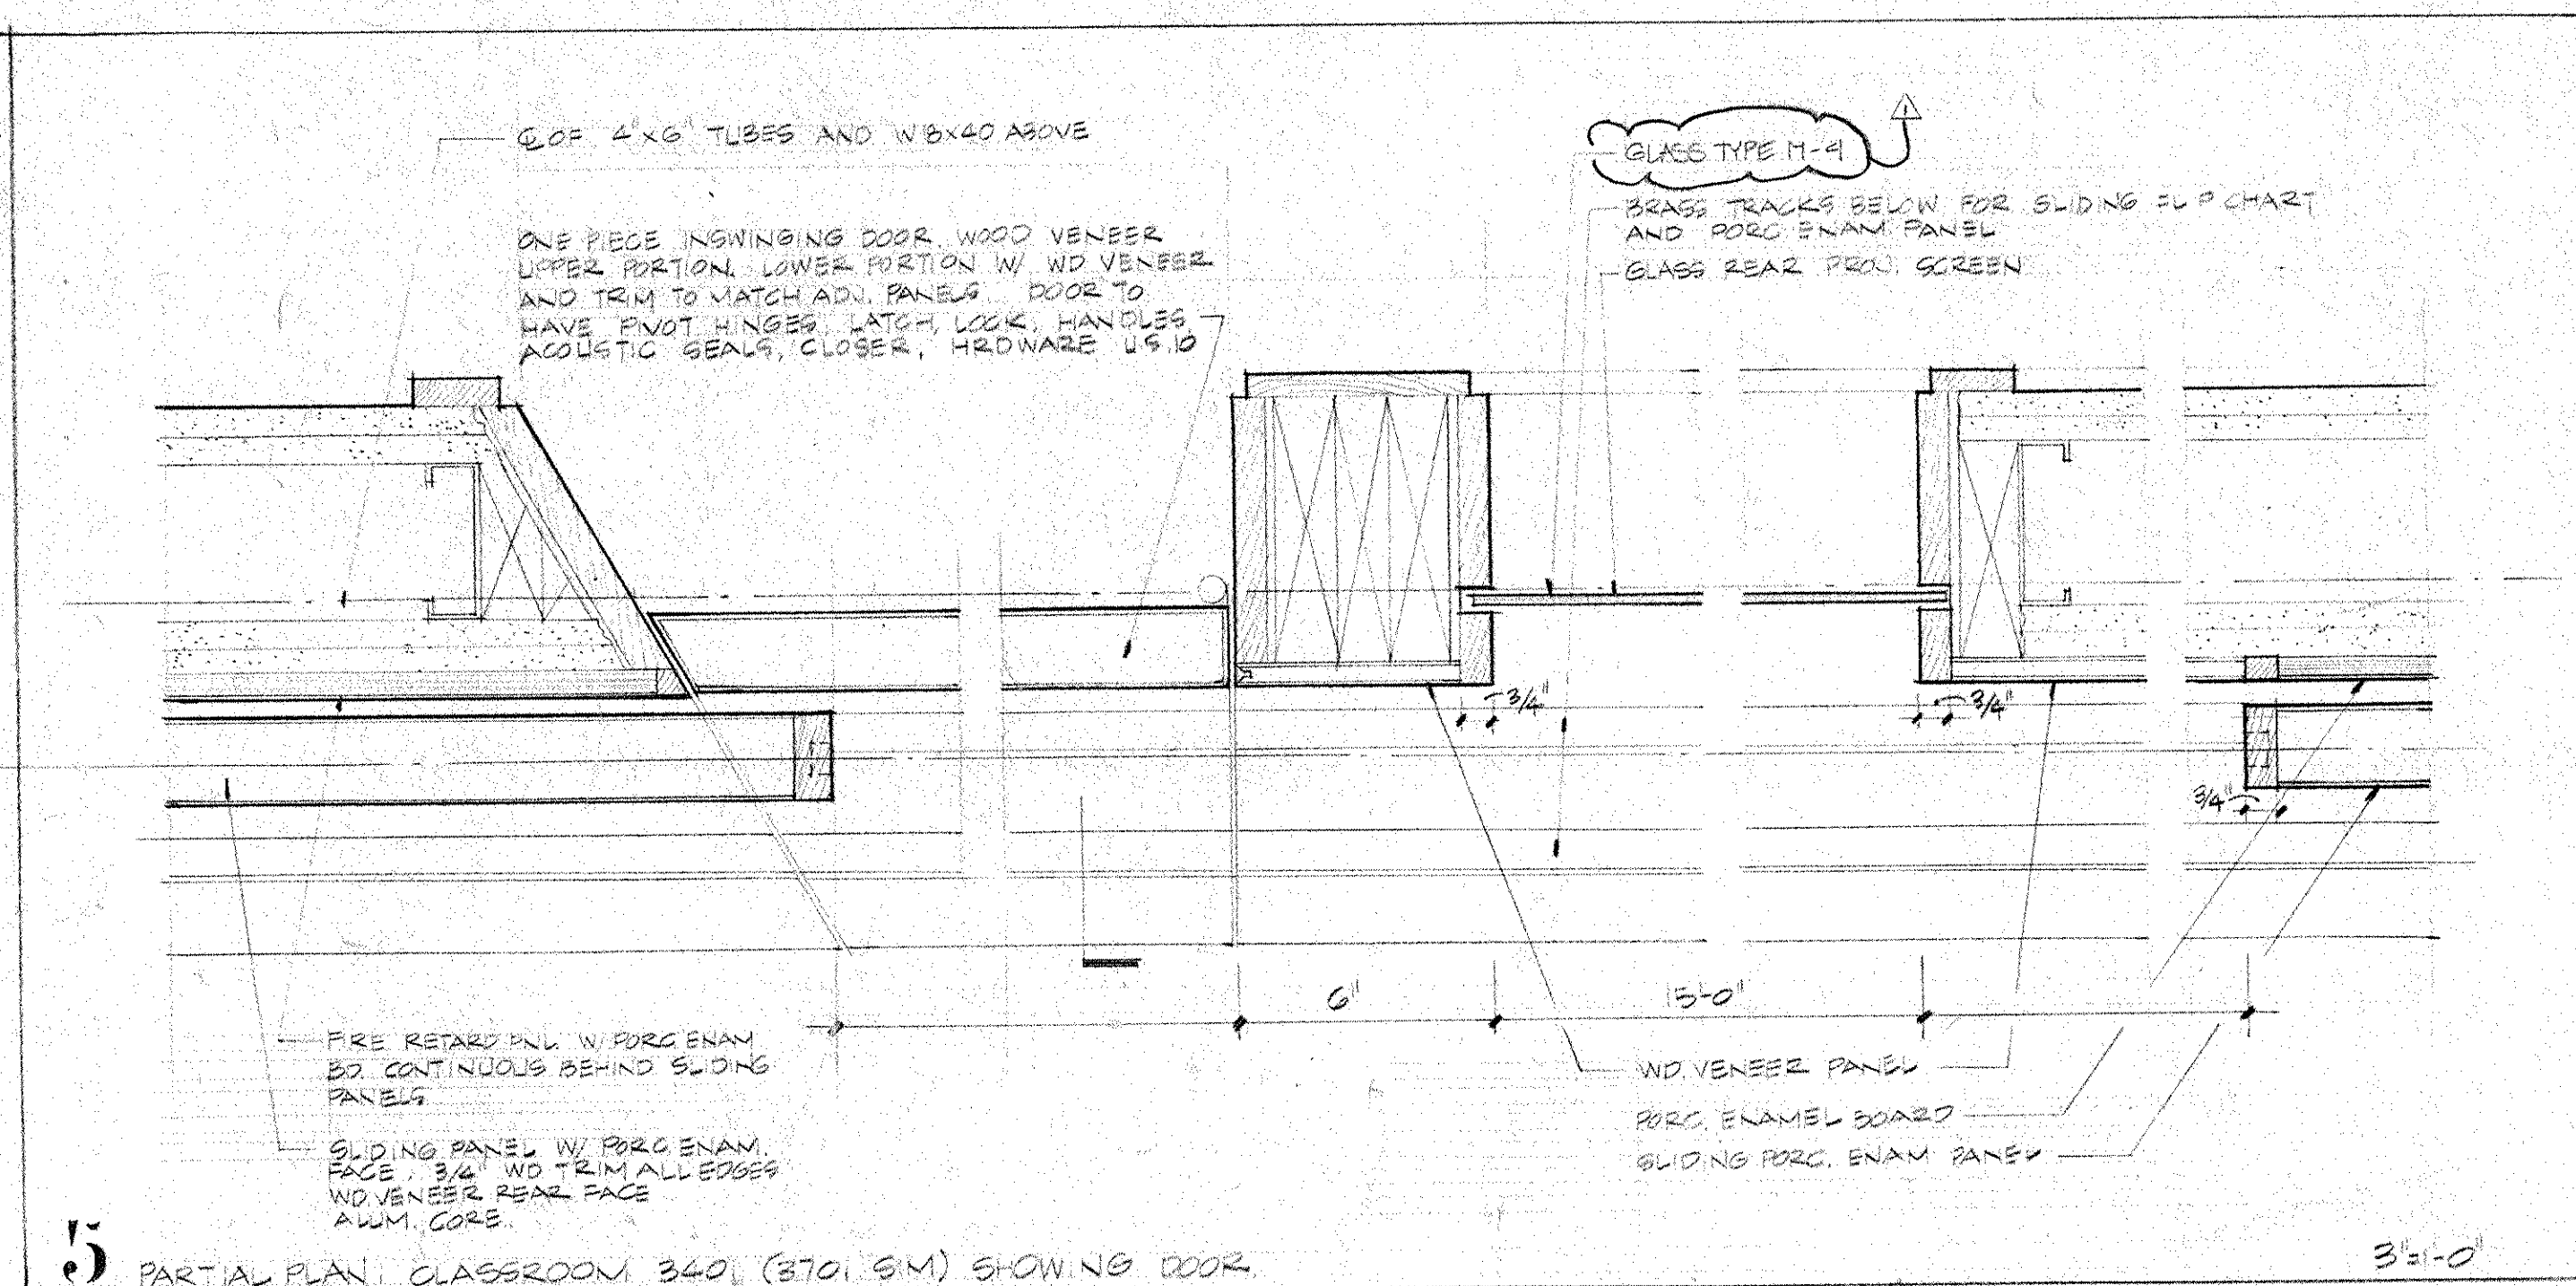 ℄ OF 4"x6" TUBES AND W8x40 ABOVE
ONE PIECE INSWINGING DOOR. WOOD VENEER
UPPER PORTION. LOWER PORTION W/ WD VENEER
AND TRIM TO MATCH ADJ. PANELS. DOOR TO
HAVE PIVOT HINGES, LATCH, LOCK, HANDLES,
ACOUSTIC SEALS, CLOSER, HRDWARE U.S.10
1
GLASS TYPE M-4
BRASS TRACKS BELOW FOR SLIDING FLIP CHART
AND PORC ENAM. PANEL
GLASS REAR PROJ. SCREEN
3/4"
3/4"
3/4"
6"
5'-0"
FIRE RETARD PNL. W/ PORC ENAM
BD. CONTINUOUS BEHIND SLIDING
PANELS
SLIDING PANEL W/ PORC ENAM.
FACE, 3/4" WD TRIM ALL EDGES
WD VENEER REAR FACE
ALUM. CORE.
WD. VENEER PANEL
PORC. ENAMEL BOARD
SLIDING PORC. ENAM PANEL
5 PARTIAL PLAN, CLASSROOM 340, (370, SIM) SHOWING DOOR
3"=1'-0"